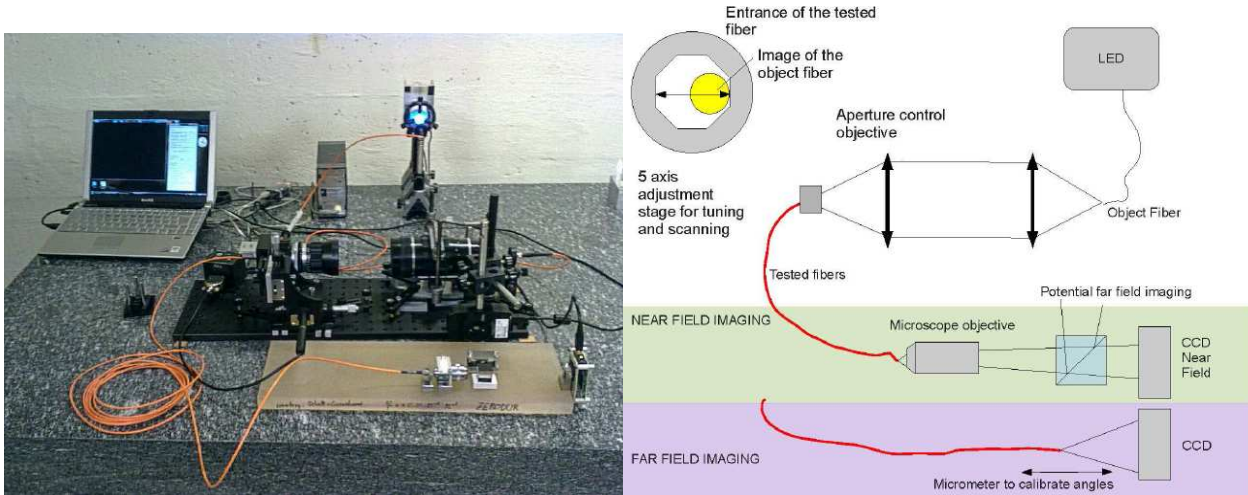 Entrance of the tested
fiber
Image of the
object fiber
LED
Aperture control
objective
5 axis
adjustment
stage for tuning
and scanning
Object Fiber
Tested fibers
Potential far field imaging
NEAR FIELD IMAGING
Microscope objective
CCD
Near
Field
FAR FIELD IMAGING
CCD
Micrometer to calibrate angles
ZERODUR